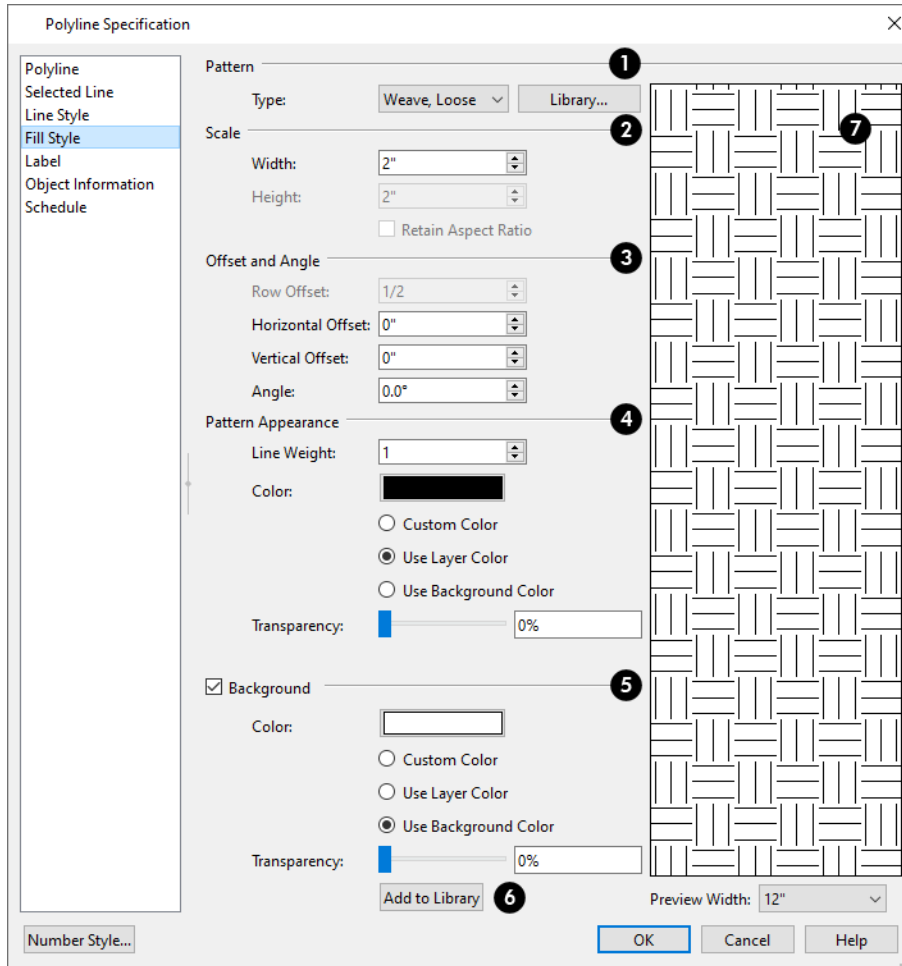 Polyline Specification
Polyline
Selected Line
Line Style
Fill Style
Label
Object Information
Schedule
Pattern 1
Type: Weave, Loose Library...
Scale 2
Width: 2"
Height: 2"
Retain Aspect Ratio
Offset and Angle 3
Row Offset: 1/2
Horizontal Offset: 0"
Vertical Offset: 0"
Angle: 0.0°
Pattern Appearance 4
Line Weight: 1
Color:
Custom Color
Use Layer Color
Use Background Color
Transparency: 0%
Background 5
Color:
Custom Color
Use Layer Color
Use Background Color
Transparency: 0%
Add to Library 6
7
Preview Width: 12"
Number Style... OK Cancel Help